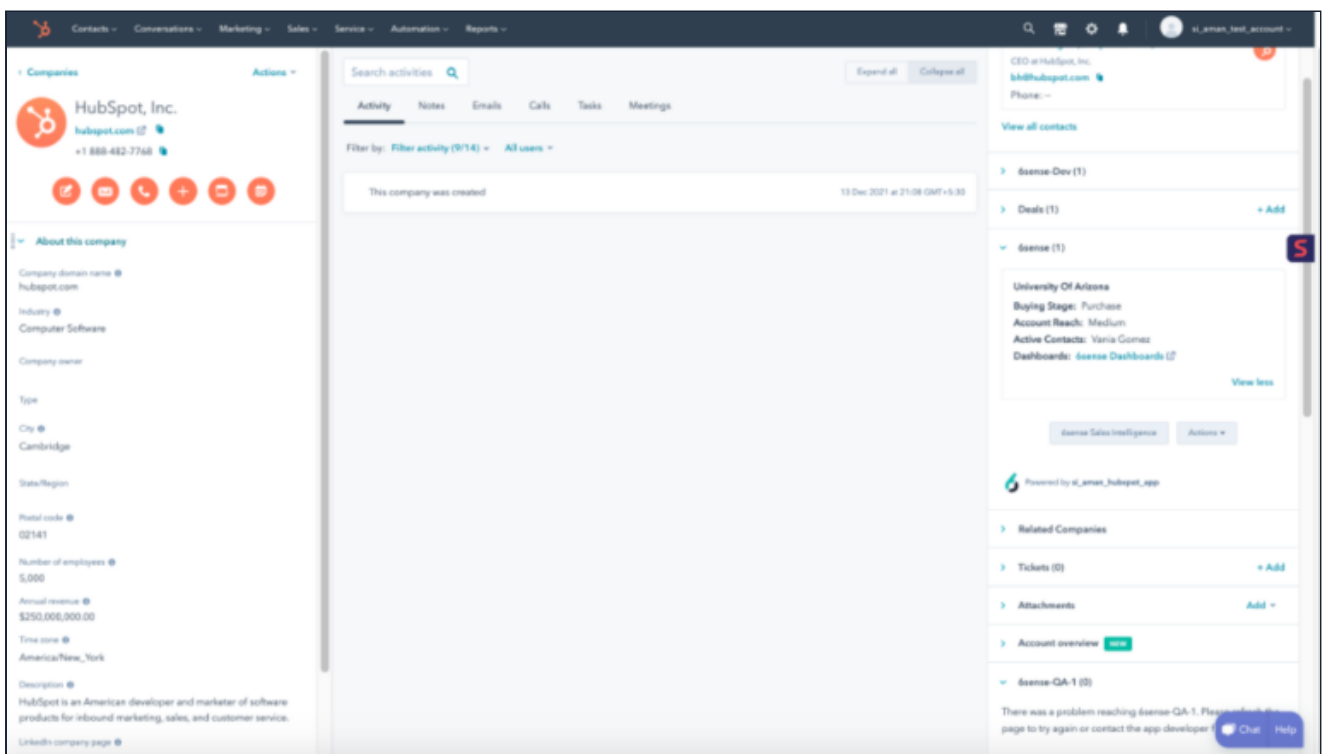 Contacts Conversations Marketing Sales Service Automation Reports
si_aman_test_account
Companies
Actions
HubSpot, Inc.
hubspot.com
+1 888-482-7768
About this company
Company domain name
hubspot.com
Industry
Computer Software
Company owner
Type
City
Cambridge
State/Region
Postal code
02141
Number of employees
5,000
Annual revenue
$250,000,000.00
Time zone
America/New_York
Description
HubSpot is an American developer and marketer of software
products for inbound marketing, sales, and customer service.
LinkedIn company page
Search activities
Expand all Collapse all
Activity Notes Emails Calls Tasks Meetings
Filter by: Filter activity (9/14) All users
This company was created
13 Dec 2021 at 21:08 GMT+5:30
CEO at HubSpot, Inc.
bh@hubspot.com
Phone: --
View all contacts
6sense-Dev (1)
Deals (1)
+ Add
6sense (1)
S
University Of Arizona
Buying Stage: Purchase
Account Reach: Medium
Active Contacts: Vania Gomez
Dashboards: 6sense Dashboards
View less
6sense Sales Intelligence
Actions
Powered by si_aman_hubspot_app
Related Companies
Tickets (0)
+ Add
Attachments
Add
Account overview NEW
6sense-QA-1 (0)
There was a problem reaching 6sense-QA-1. Please refresh the
page to try again or contact the app developer
Chat Help